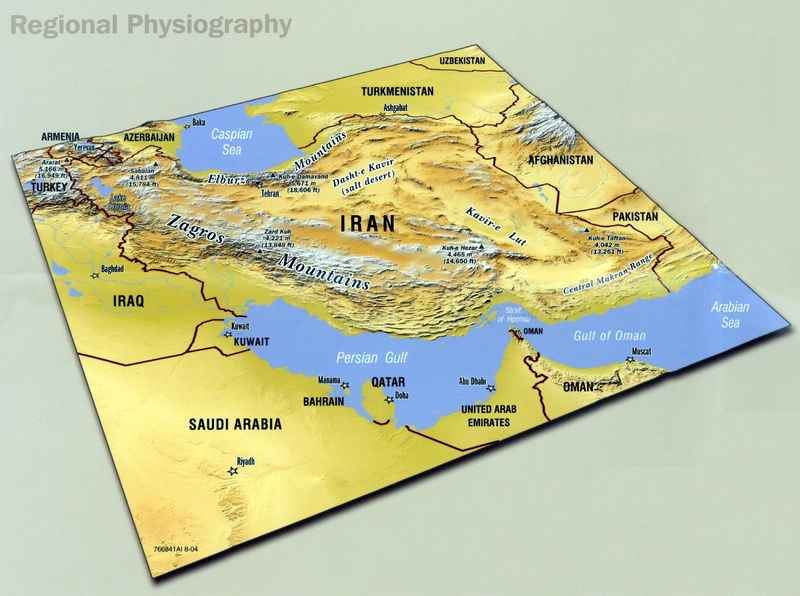 Regional Physiography
UZBEKISTAN
TURKMENISTAN
Ashgabat
ARMENIA
Yerevan
AZERBAIJAN
Baka
Caspian
Sea
Ararat
5,166 m
(16,949 ft)
TURKEY
Sabalan
4,811 m
(15,784 ft)
Lake
Elburz
Mountains
Kuh-e Damavand
5,671 m
(18,606 ft)
Tehran
Dasht-e Kavir
(salt desert)
AFGHANISTAN
IRAN
Kavir-e Lut
PAKISTAN
Zagros
Mountains
Zard Kuh
4,221 m
(13,849 ft)
Kuh-e Hezar
4,465 m
(14,650 ft)
Kuh-e Taftan
4,042 m
(13,261 ft)
Central Makran Range
Baghdad
IRAQ
Kuwait
KUWAIT
Strait
of Hormuz
OMAN
Gulf of Oman
Arabian
Sea
Persian Gulf
Muscat
OMAN
Manama
BAHRAIN
QATAR
Doha
Abu Dhabi
UNITED ARAB
EMIRATES
SAUDI ARABIA
Riyadh
766841AI 8-04